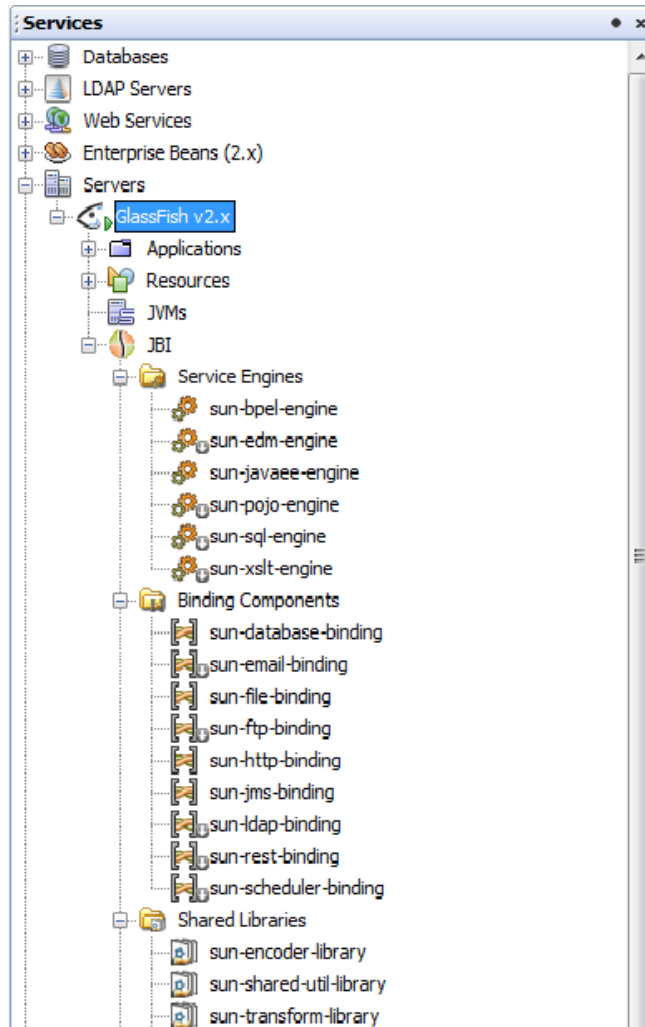 Services
Databases
LDAP Servers
Web Services
Enterprise Beans (2.x)
Servers
GlassFish v2.x
Applications
Resources
JVMs
JBI
Service Engines
sun-bpel-engine
sun-edm-engine
sun-javaee-engine
sun-pojo-engine
sun-sql-engine
sun-xslt-engine
Binding Components
sun-database-binding
sun-email-binding
sun-file-binding
sun-ftp-binding
sun-http-binding
sun-jms-binding
sun-ldap-binding
sun-rest-binding
sun-scheduler-binding
Shared Libraries
sun-encoder-library
sun-shared-util-library
sun-transform-library